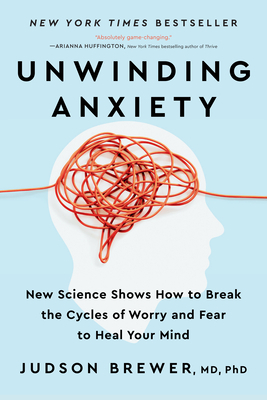 NEW YORK TIMES BESTSELLER
"Absolutely game-changing."
—ARIANNA HUFFINGTON, New York Times bestselling author of Thrive
UNWINDING
ANXIETY
New Science Shows How to Break
the Cycles of Worry and Fear
to Heal Your Mind
JUDSON BREWER, MD, PhD